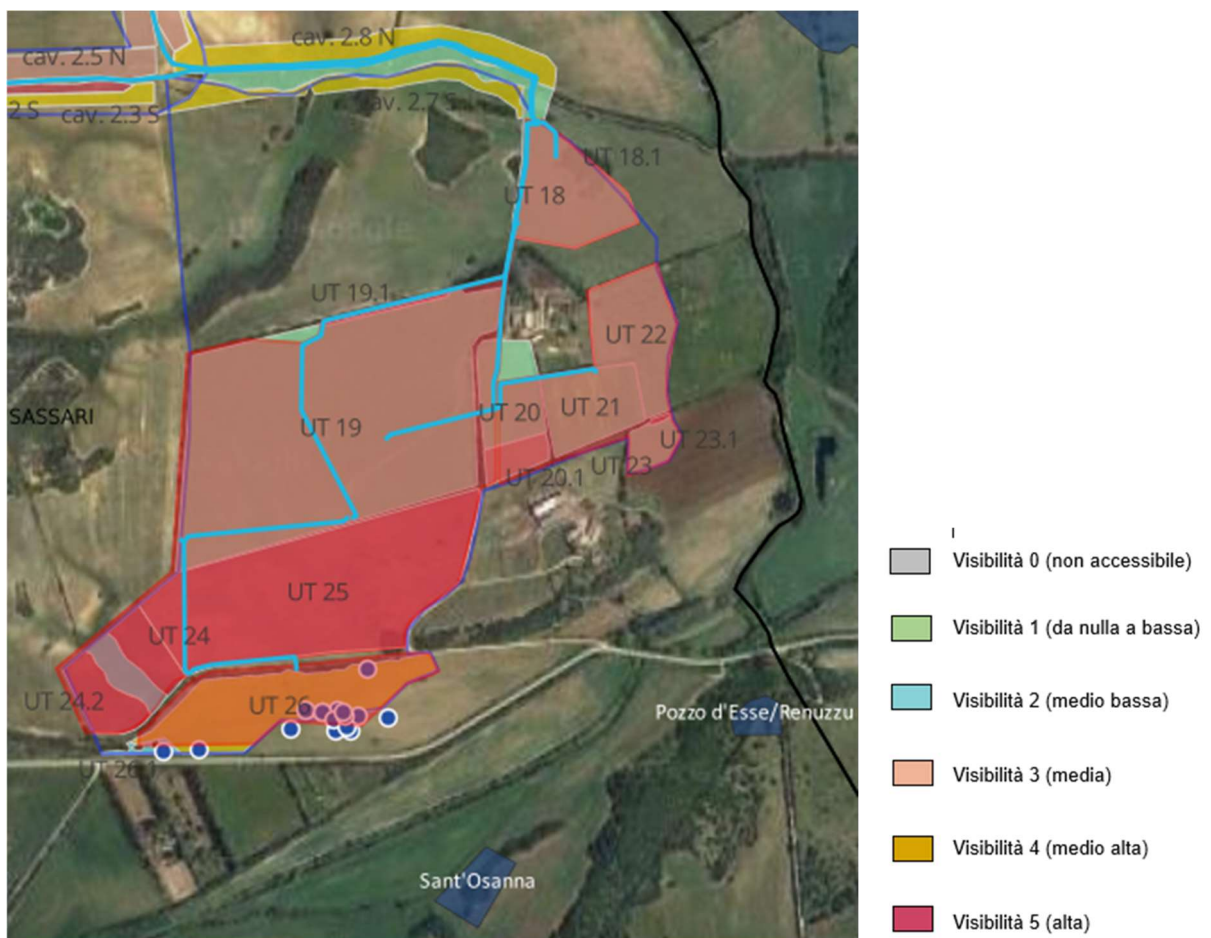 cav. 2.8 N
cav. 2.5 N
2 S
cav. 2.3 S
cav. 2.7 S
UT 18.1
UT 18
UT 19.1
UT 22
SASSARI
UT 19
UT 20
UT 21
UT 23.1
UT 23
UT 20.1
UT 25
UT 24
UT 24.2
UT 26
Pozzo d'Esse/Renuzzu
Sant'Osanna
Visibilità 0 (non accessibile)
Visibilità 1 (da nulla a bassa)
Visibilità 2 (medio bassa)
Visibilità 3 (media)
Visibilità 4 (medio alta)
Visibilità 5 (alta)